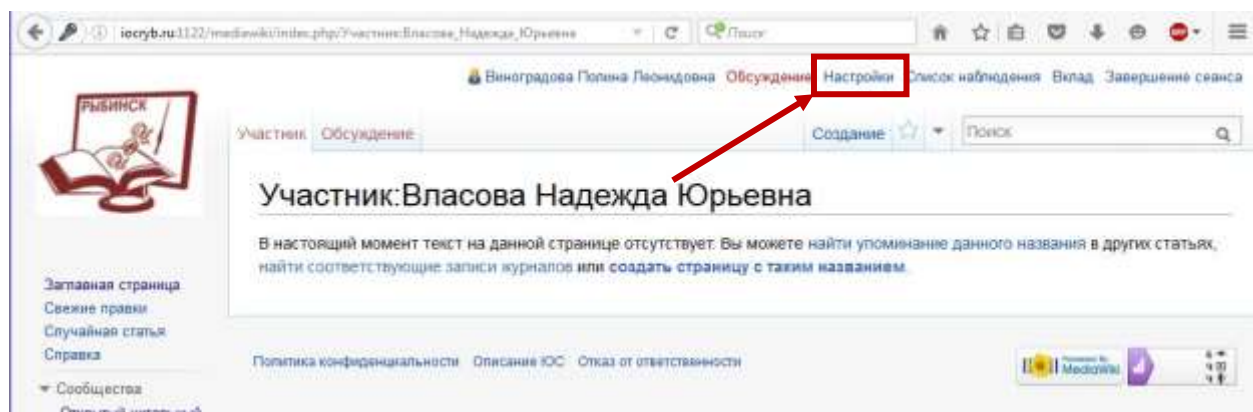 iocryb.ru:1122/mediawiki/index.php/Участник:Власова_Надежда_Юрьевна
Поиск
Виноградова Полина Леонидовна Обсуждение Настройки Список наблюдения Вклад Завершение сеанса
РЫБИНСК
Участник Обсуждение Создание Поиск
Участник:Власова Надежда Юрьевна
В настоящий момент текст на данной странице отсутствует. Вы можете найти упоминание данного названия в других статьях,
найти соответствующие записи журналов или создать страницу с таким названием.
Заглавная страница
Свежие правки
Случайная статья
Справка
Сообщества
Политика конфиденциальности Описание ЮС Отказ от ответственности
Powered By
MediaWiki